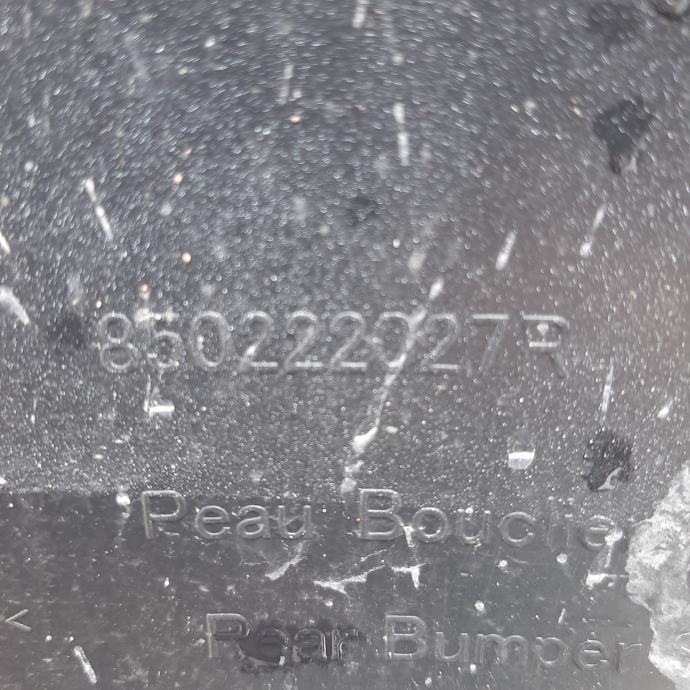 850222027R
Peau Bouclier
<
Rear Bumper S